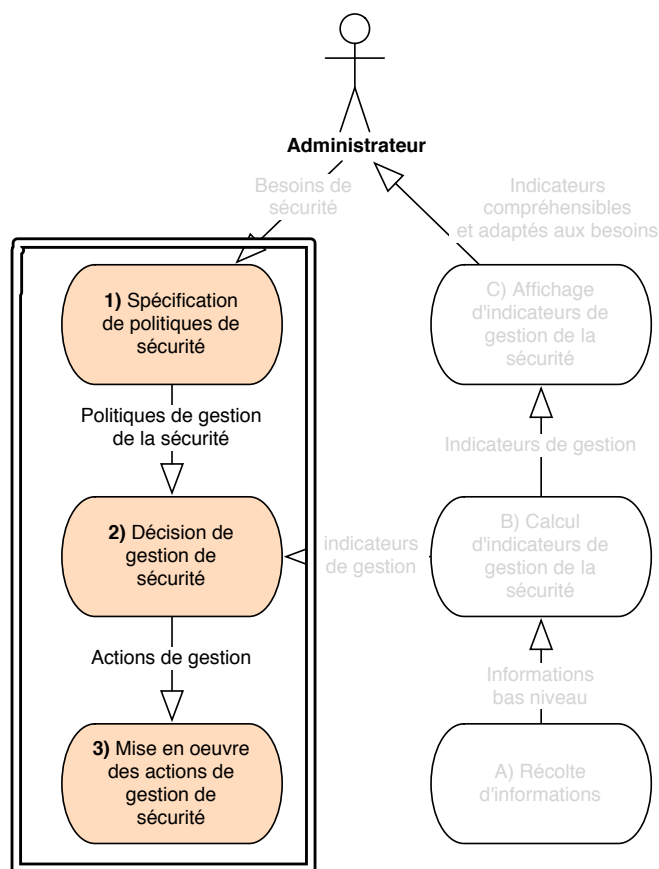 Administrateur
Besoins de
sécurité
Indicateurs
compréhensibles
et adaptés aux besoins
1) Spécification
de politiques de
sécurité
C) Affichage
d'indicateurs de
gestion de la
sécurité
Politiques de gestion
de la sécurité
Indicateurs de gestion
2) Décision de
gestion de
sécurité
indicateurs
de gestion
B) Calcul
d'indicateurs de
gestion de la
sécurité
Actions de gestion
Informations
bas niveau
3) Mise en oeuvre
des actions de
gestion de
sécurité
A) Récolte
d'informations